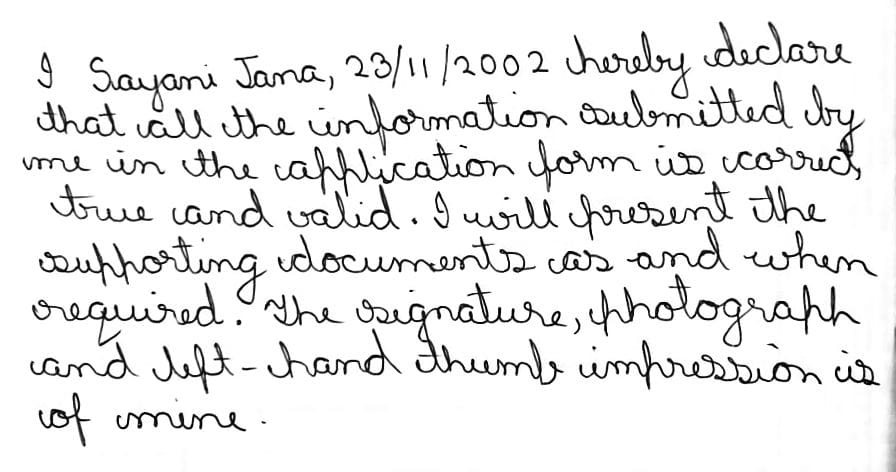 I Sayani Jana, 23/11/2002 hereby declare
that all the information submitted by
me in the application form is correct,
true and valid. I will present the
supporting documents as and when
required. The signature, photograph
and left-hand thumb impression is
of mine.